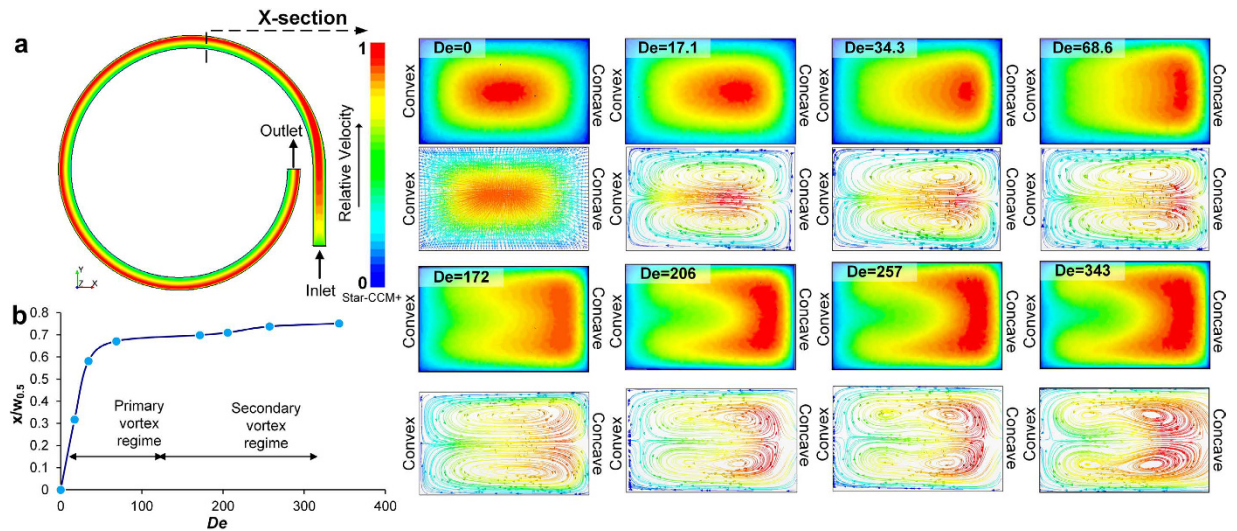 a
X-section
1
Relative Velocity
0
Star-CCM+
Outlet
Inlet
Y
Z
X
b
0.8
0.7
0.6
0.5
0.4
0.3
0.2
0.1
0
x/w0.5
Primary
vortex
regime
Secondary
vortex
regime
0
100
200
300
400
De
De=0
Convex
Concave
De=17.1
Convex
Concave
De=34.3
Convex
Concave
De=68.6
Convex
Concave
Convex
Concave
Convex
Concave
Convex
Concave
Convex
Concave
De=172
Convex
Concave
De=206
Convex
Concave
De=257
Convex
Concave
De=343
Convex
Concave
Convex
Concave
Convex
Concave
Convex
Concave
Convex
Concave